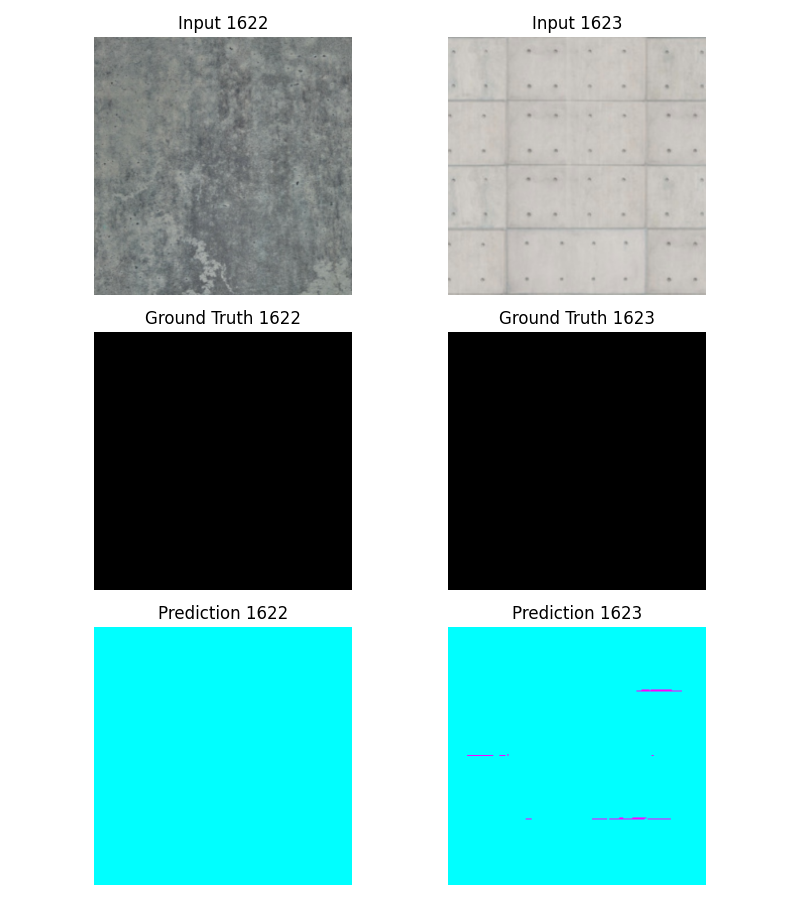 Input 1622
Input 1623
Ground Truth 1622
Ground Truth 1623
Prediction 1622
Prediction 1623